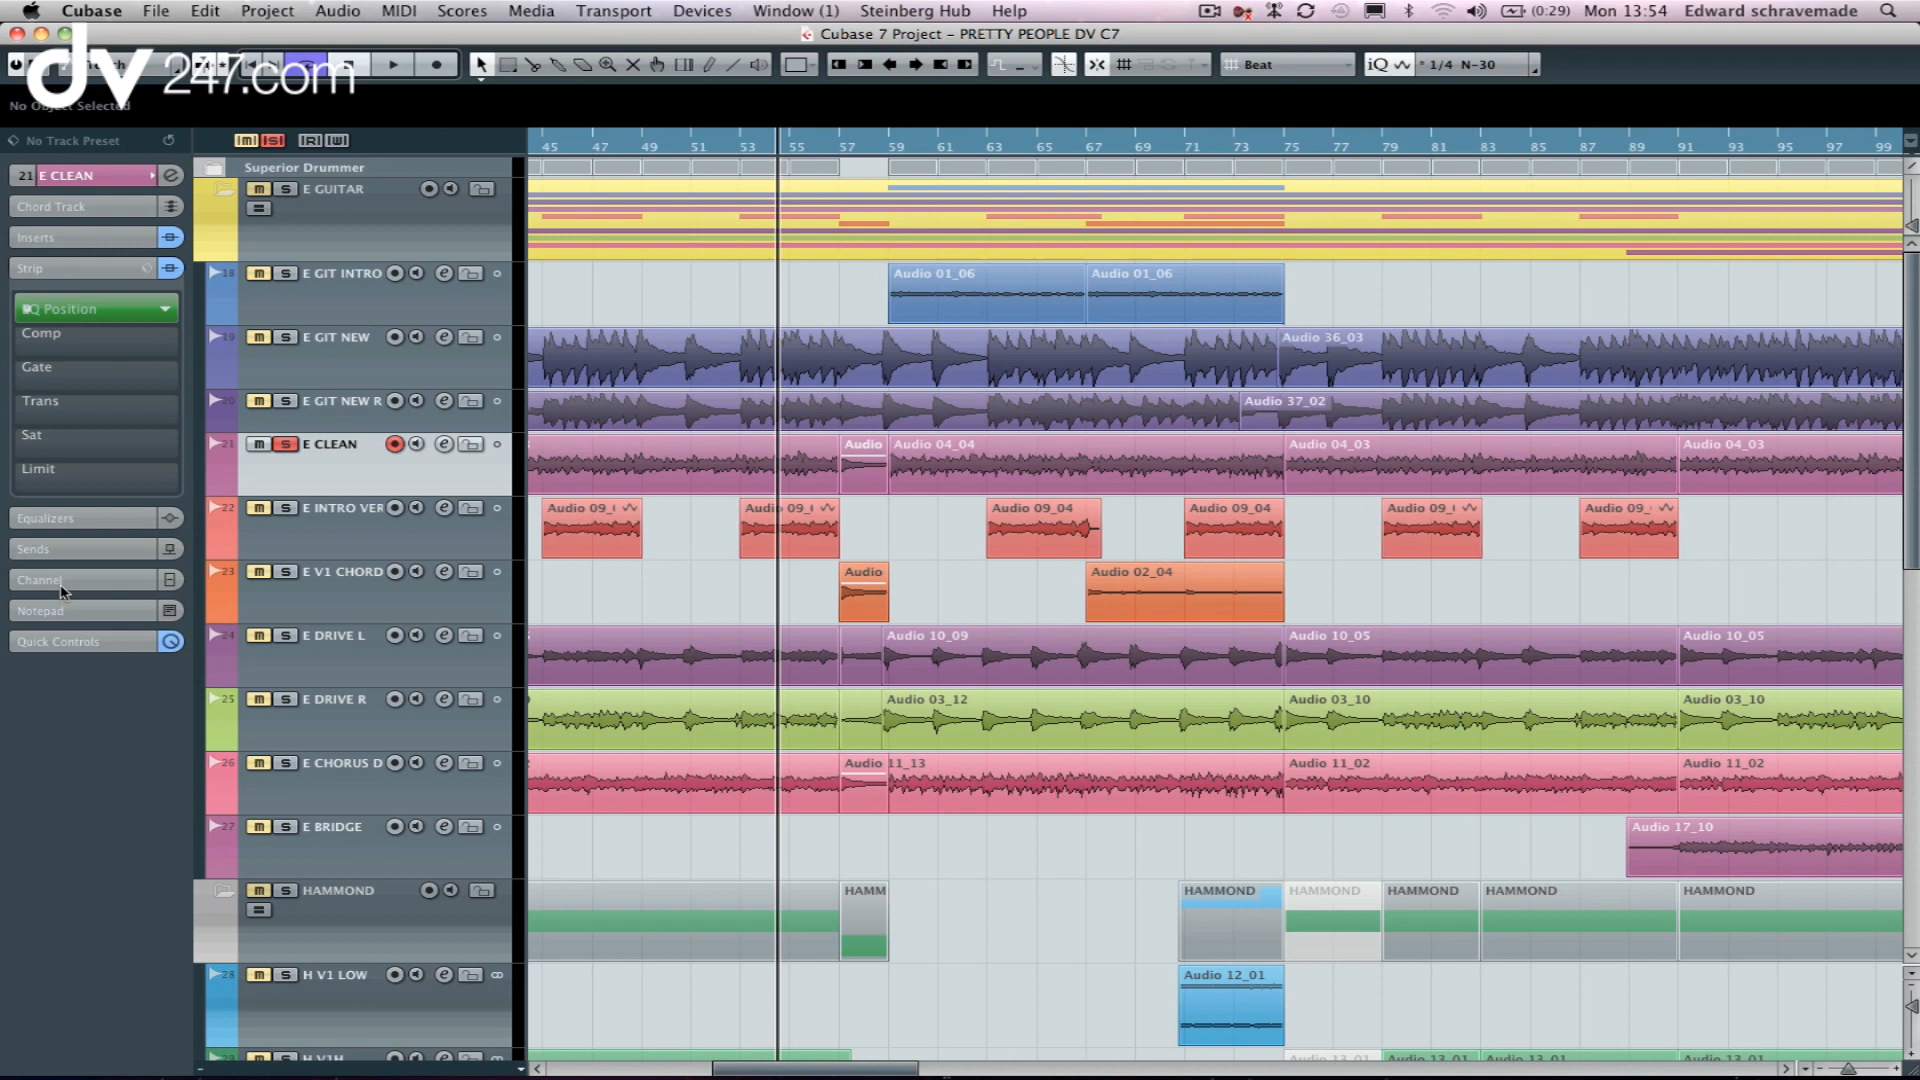 Cubase File Edit Project Audio MIDI Scores Media Transport Devices Window (1) Steinberg Hub Help (0:29) Mon 13:54 Edward schravemade
Cubase 7 Project - PRETTY PEOPLE DV C7
dv 247.com
Beat iQ * 1/4 N-30
No Object Selected
No Track Preset
m S R W
45 47 49 51 53 55 57 59 61 63 65 67 69 71 73 75 77 79 81 83 85 87 89 91 93 95 97 99
Superior Drummer
21 E CLEAN
m S E GUITAR
Chord Track
Inserts
Strip
18 m S E GIT INTRO e Audio 01_06 Audio 01_06
EQ Position
Comp
19 m S E GIT NEW e Audio 36_03
Gate
Trans
20 m S E GIT NEW R e Audio 37_02
Sat
21 m S E CLEAN e Audio Audio 04_04 Audio 04_03 Audio 04_03
Limit
22 m S E INTRO VER e Audio 09_ Audio 09_ Audio 09_04 Audio 09_04 Audio 09_ Audio 09_
Equalizers
Sends
23 m S E V1 CHORD e Audio Audio 02_04
Channel
Notepad
24 m S E DRIVE L e Audio 10_09 Audio 10_05 Audio 10_05
Quick Controls
25 m S E DRIVE R e Audio 03_12 Audio 03_10 Audio 03_10
26 m S E CHORUS D e Audio 11_13 Audio 11_02 Audio 11_02
27 m S E BRIDGE e Audio 17_10
m S HAMMOND HAMM HAMMOND HAMMOND HAMMOND HAMMOND HAMMOND
28 m S H V1 LOW e Audio 12_01
29 m S H V1H e Audio 13_01 Audio 13_01 Audio 13_01 Audio 13_01